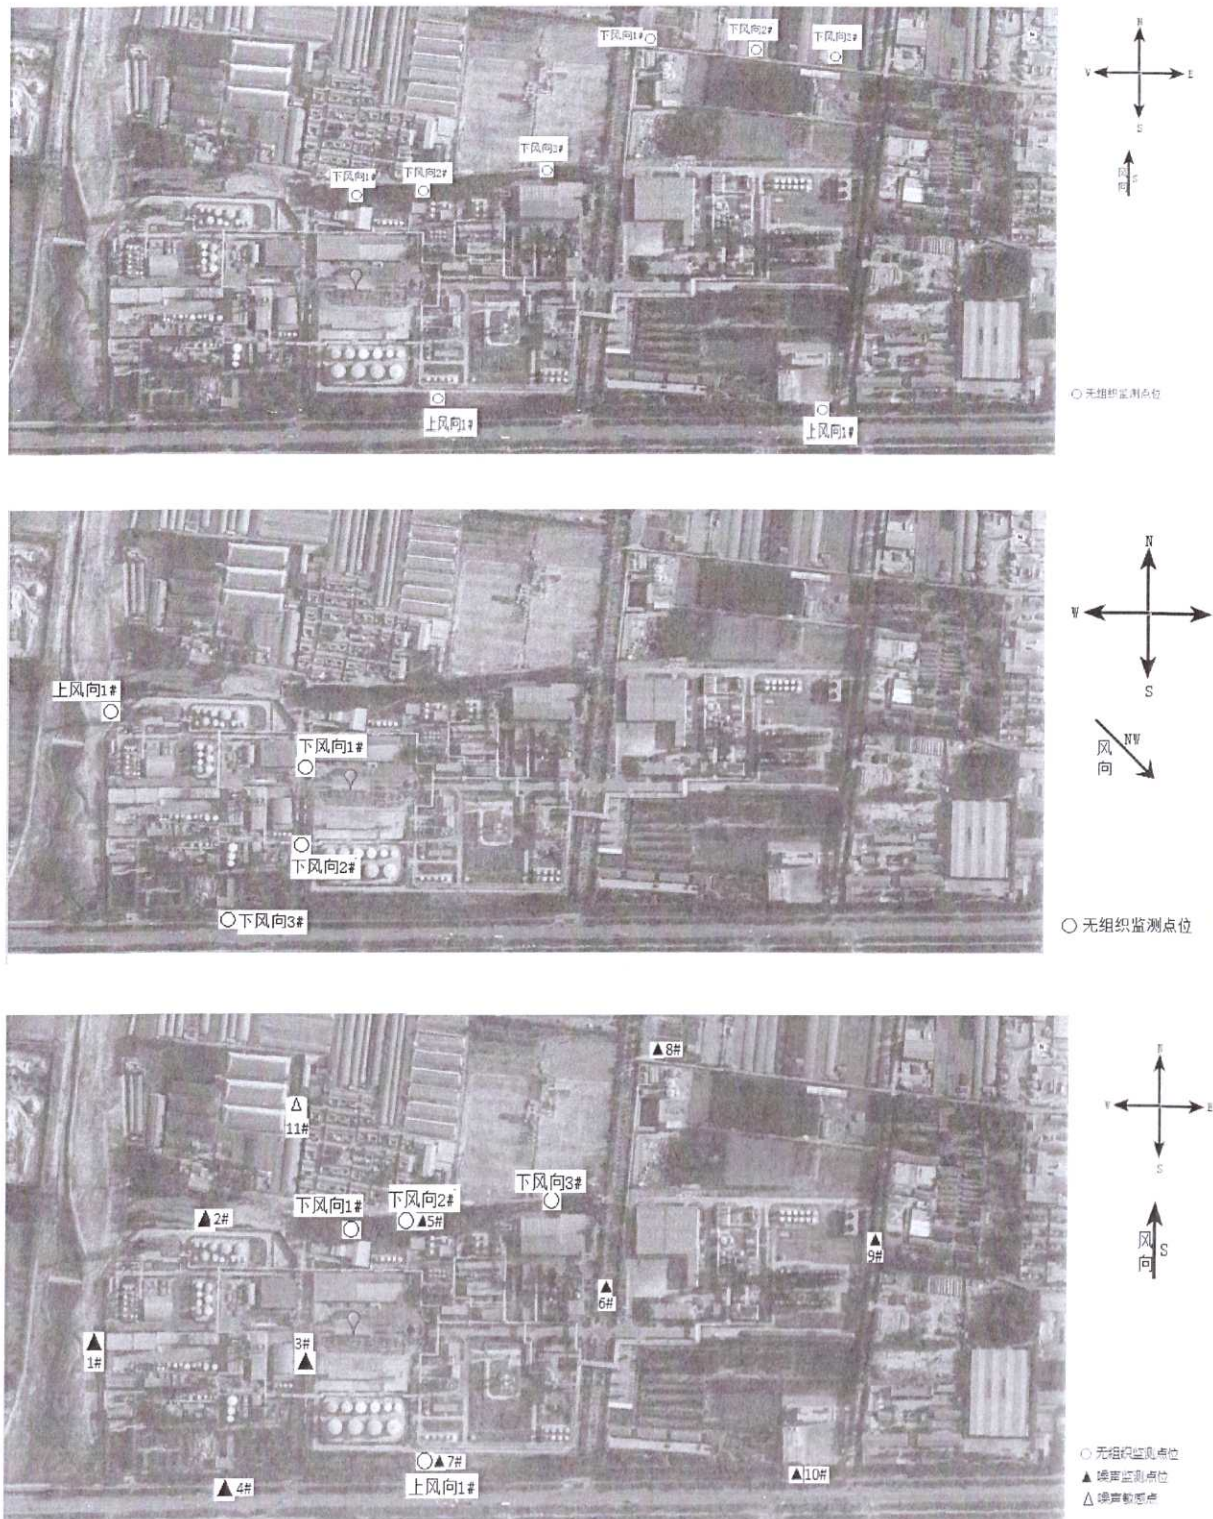 下风向1#
下风向2#
下风向3#
N
W
E
S
下风向3#
下风向2#
下风向1#
风向
S
上风向1#
上风向1#
○ 无组织监测点位
N
W
S
上风向1#
下风向1#
风向
NW
下风向2#
下风向3#
○ 无组织监测点位
▲8#
N
W
E
S
11#
下风向1#
下风向2#
下风向3#
▲2#
▲5#
9#
风向
S
6#
1#
3#
▲7#
上风向1#
▲4#
▲10#
○ 无组织监测点位
▲ 噪声监测点位
△ 噪声敏感点